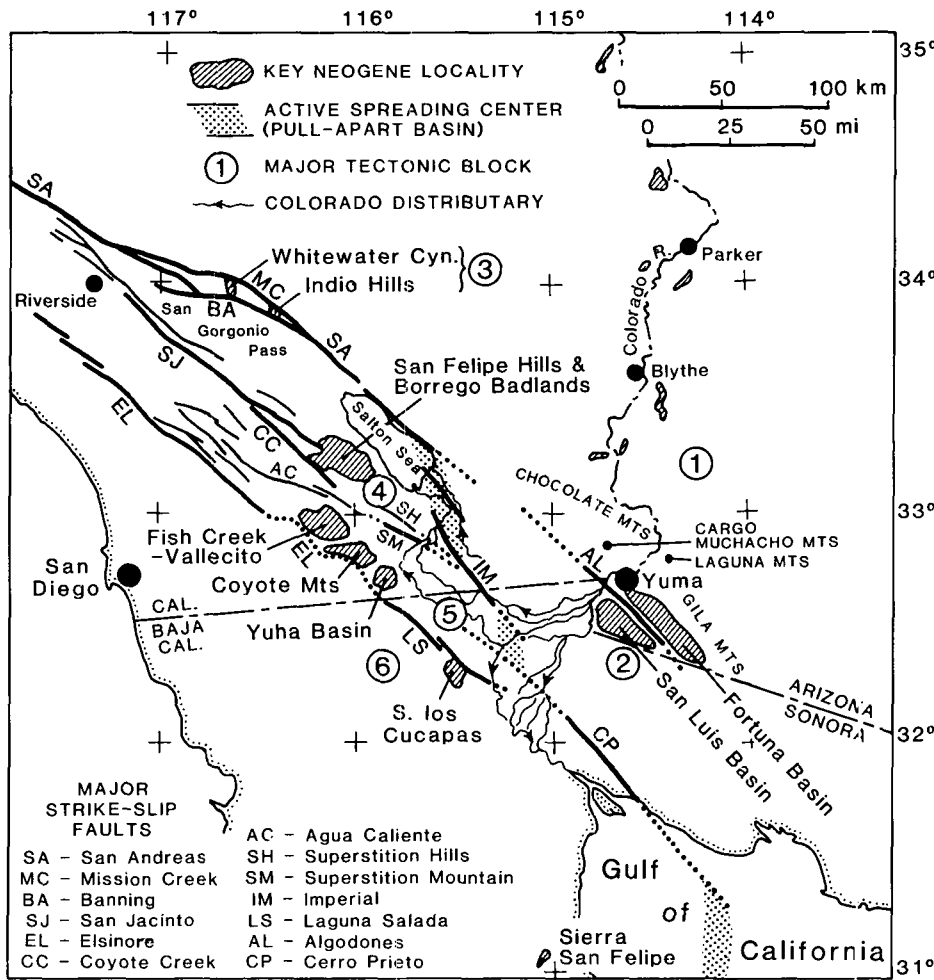 117°
116°
115°
114°
35°
KEY NEOGENE LOCALITY
ACTIVE SPREADING CENTER
(PULL-APART BASIN)
1 MAJOR TECTONIC BLOCK
COLORADO DISTRIBUTARY
0 50 100 km
0 25 50 mi
SA
Whitewater Cyn.
Indio Hills
3
MC
BA
San
Gorgonio
Pass
Riverside
SA
SJ
EL
CC
AC
San Felipe Hills &
Borrego Badlands
Salton Sea
Colorado R.
Parker
34°
Blythe
1
4
SH
SM
CHOCOLATE MTS
33°
CARGO
MUCHACHO MTS
LAGUNA MTS
Fish Creek
-Vallecito
EL
Coyote Mts
San
Diego
IM
AL
Yuma
CAL.
BAJA
CAL.
Yuha Basin
5
GILA MTS
2
6
LS
S. los
Cucapas
San Luis Basin
Fortuna Basin
ARIZONA
SONORA
32°
CP
MAJOR
STRIKE-SLIP
FAULTS
SA - San Andreas
MC - Mission Creek
BA - Banning
SJ - San Jacinto
EL - Elsinore
CC - Coyote Creek
AC - Agua Caliente
SH - Superstition Hills
SM - Superstition Mountain
IM - Imperial
LS - Laguna Salada
AL - Algodones
CP - Cerro Prieto
Gulf
of
California
Sierra
San Felipe
31°